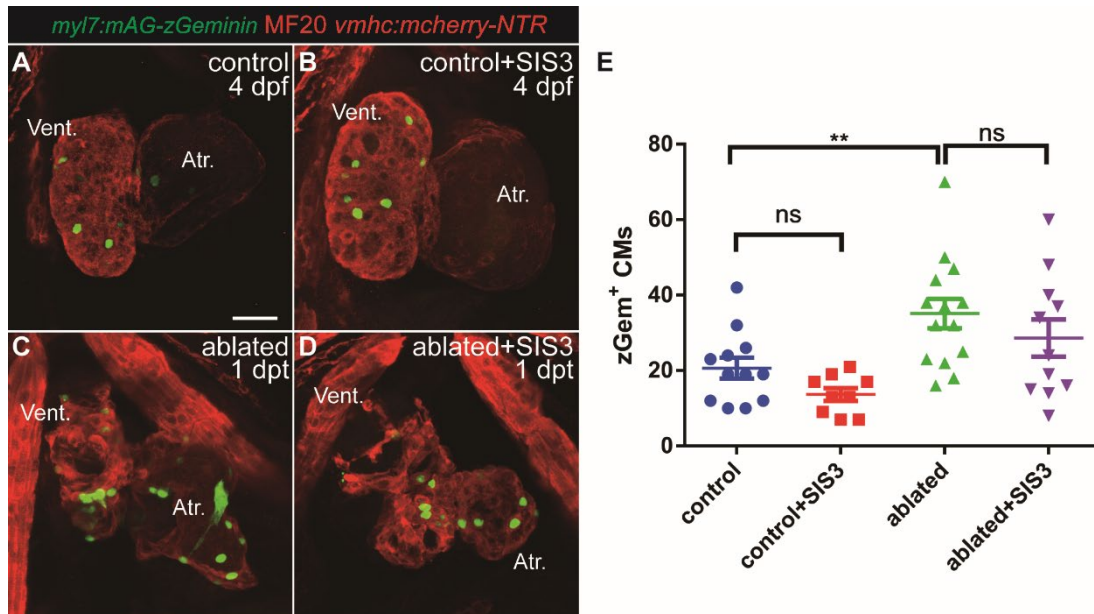 myl7:mAG-zGeminin MF20 vmhc:mcherry-NTR
A
control
4 dpf
Vent.
Atr.
B
control+SIS3
4 dpf
Vent.
Atr.
C
ablated
1 dpt
Vent.
Atr.
D
ablated+SIS3
1 dpt
Vent.
Atr.
E
zGem⁺ CMs
80
60
40
20
0
**
ns
ns
control
control+SIS3
ablated
ablated+SIS3